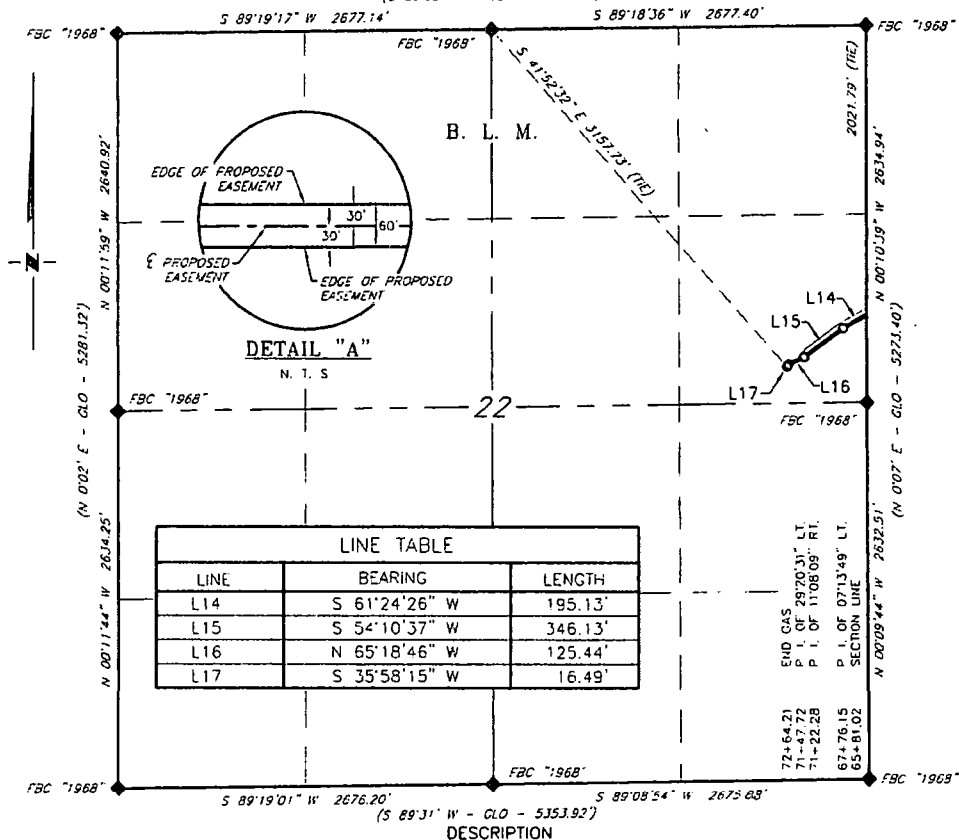 S 89°19'17" W 2677.14'
S 89°18'36" W 2677.40'
FBC "1968"
FBC "1968"
FBC "1968"
S 41°52'32" E 3157.73' (TIE)
2021.79' (TIE)
B. L. M.
N 00°11'59" W 2640.92'
N 00°10'39" W 2634.94'
EDGE OF PROPOSED
EASEMENT
30'
60'
30'
℄ PROPOSED
EASEMENT
EDGE OF PROPOSED
EASEMENT
DETAIL "A"
N. T. S
Z
L14
L15
L16
L17
FBC "1968"
22
FBC "1968"
(N 0°02' E - GLO - 5281.32')
(N 0°07' E - GLO - 5273.40')
N 00°11'44" W 2634.25'
N 00°09'44" W 2632.51'
LINE TABLE
LINE BEARING LENGTH
L14 S 61°24'26" W 195.13'
L15 S 54°10'37" W 346.13'
L16 N 65°18'46" W 125.44'
L17 S 35°58'15" W 16.49'
72+64.21 END GAS
71+47.72 P. I. OF 29°20'31" LT.
71+22.28 P. I. OF 11°08'09" RT.
67+76.15 P. I. OF 07°13'49" LT.
65+81.02 SECTION LINE
FBC "1968"
FBC "1968"
FBC "1968"
S 89°19'01" W 2676.20'
S 89°08'54" W 2675.88'
(S 89°31' W - GLO - 5353.92')
DESCRIPTION